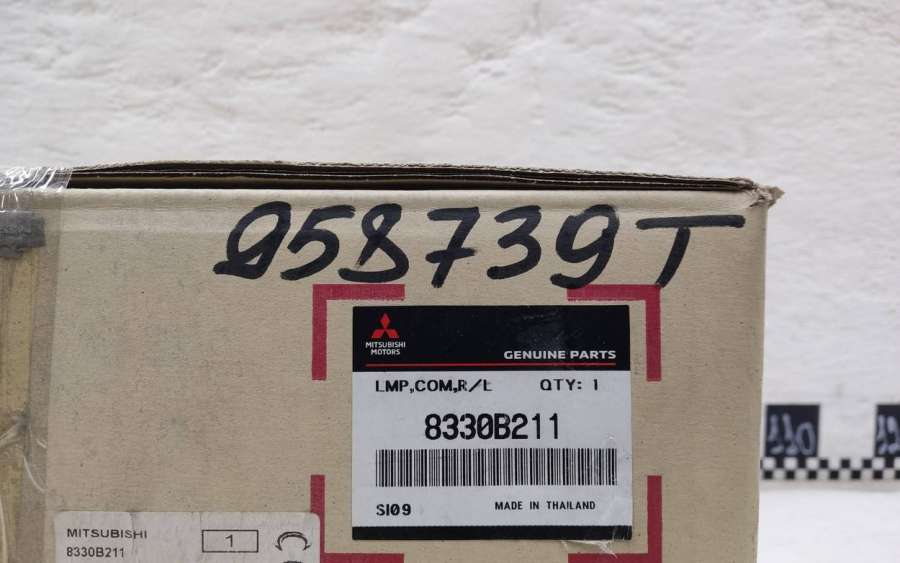 958739T
MITSUBISHI
MOTORS
GENUINE PARTS
LMP,COM,R/L QTY: 1
8330B211
SI09 MADE IN THAILAND
MITSUBISHI
8330B211
1